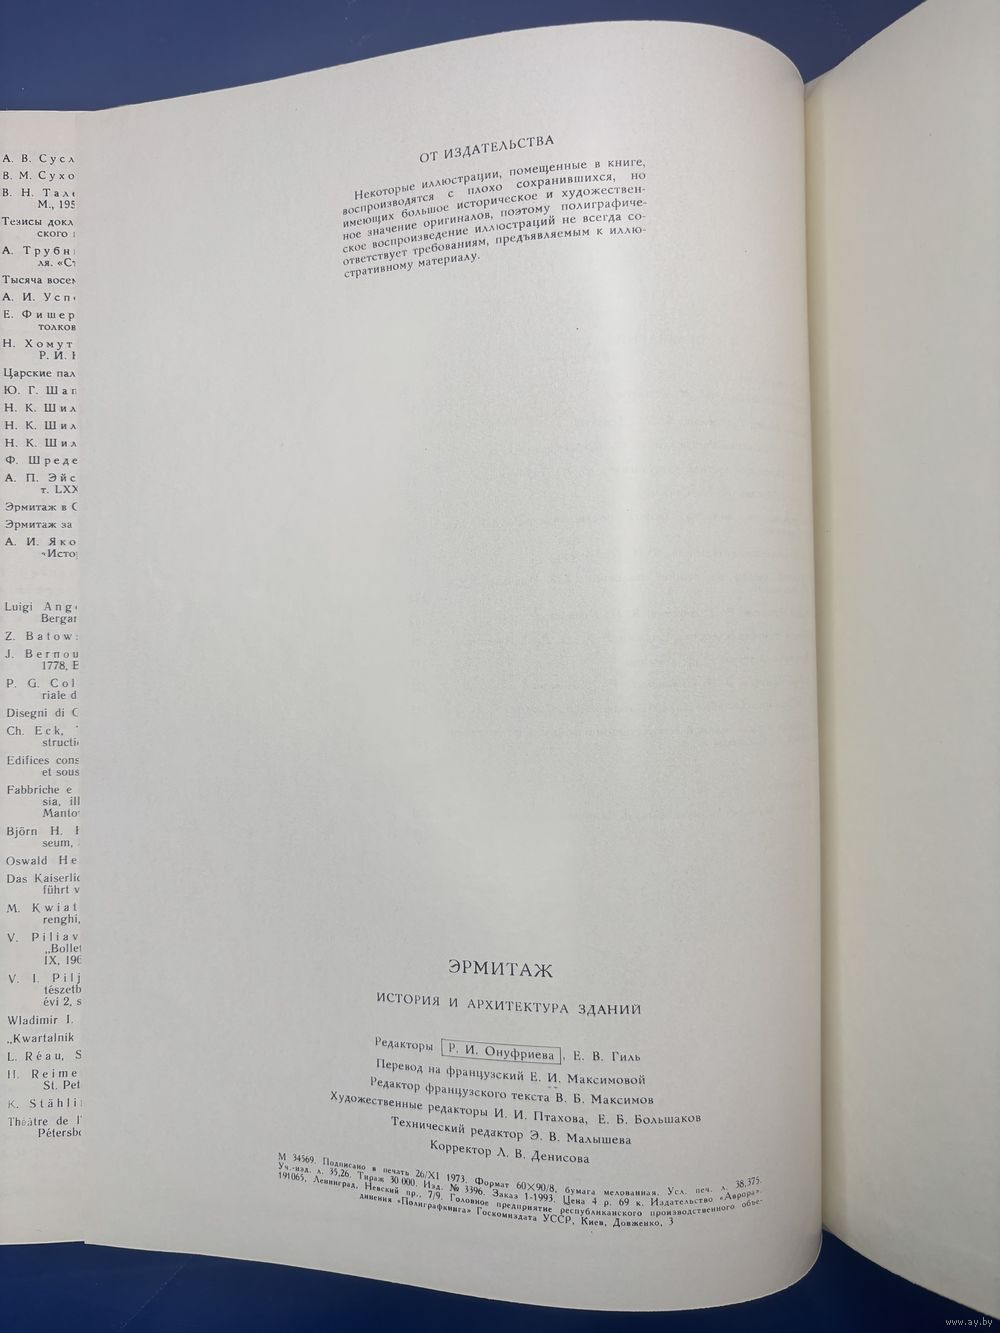 А. В. Сусл
В. М. Сухо
В. Н. Тале
М., 195
Тезисы докл
ского
А. Трубни
ля. «Ст
Тысяча восем
А. И. Успе
Е. Фишер
толков
Н. Хомут
Р. И.
Царские пал
Ю. Г. Шап
Н. К. Шил
Н. К. Шил
Н. К. Шил
Ф. Шреде
А. П. Эйс
т. LXX
Эрмитаж в С
Эрмитаж за
А. И. Яко
«Исто
Luigi Ange
Bergar
Z. Batow
J. Bernou
1778, B
P. G. Col
riale d
Disegni di
Ch. Eck,
structi
Edifices cons
et sous
Fabbriche e
sia, ill
Manto
Björn H.
seum,
Oswald He
Das Kaiserlic
führt v
M. Kwiat
renghi,
V. Piliav
„Bollet
IX, 196
V. I. Pilj
tészetb
évi 2, s
Wladimir I.
„Kwartalnik
L. Réau, S
H. Reime
St. Pet
K. Stähli
Théâtre de l'
Pétersbo
ОТ ИЗДАТЕЛЬСТВА
Некоторые иллюстрации, помещенные в книге,
воспроизводятся с плохо сохранившихся, но
имеющих большое историческое и художествен-
ное значение оригиналов, поэтому полиграфиче-
ское воспроизведение иллюстраций не всегда со-
ответствует требованиям, предъявляемым к иллю-
стративному материалу.
ЭРМИТАЖ
ИСТОРИЯ И АРХИТЕКТУРА ЗДАНИЙ
Редакторы Р. И. Онуфриева, Е. В. Гиль
Перевод на французский Е. И. Максимовой
Редактор французского текста В. Б. Максимов
Художественные редакторы И. И. Птахова, Е. Б. Большаков
Технический редактор Э. В. Малышева
Корректор Л. В. Денисова
М 34569. Подписано в печать 26/XI 1973. Формат 60×90/8, бумага мелованная. Усл. печ. л. 38,375.
Уч.-изд. л. 35,26. Тираж 30 000. Изд. № 3396. Заказ 1-1993. Цена 4 р. 69 к. Издательство «Аврора».
191065, Ленинград, Невский пр., 7/9. Головное предприятие республиканского производственного объе-
динения «Полиграфкнига» Госкомиздата УССР, Киев, Довженко, 3
www.ay.by